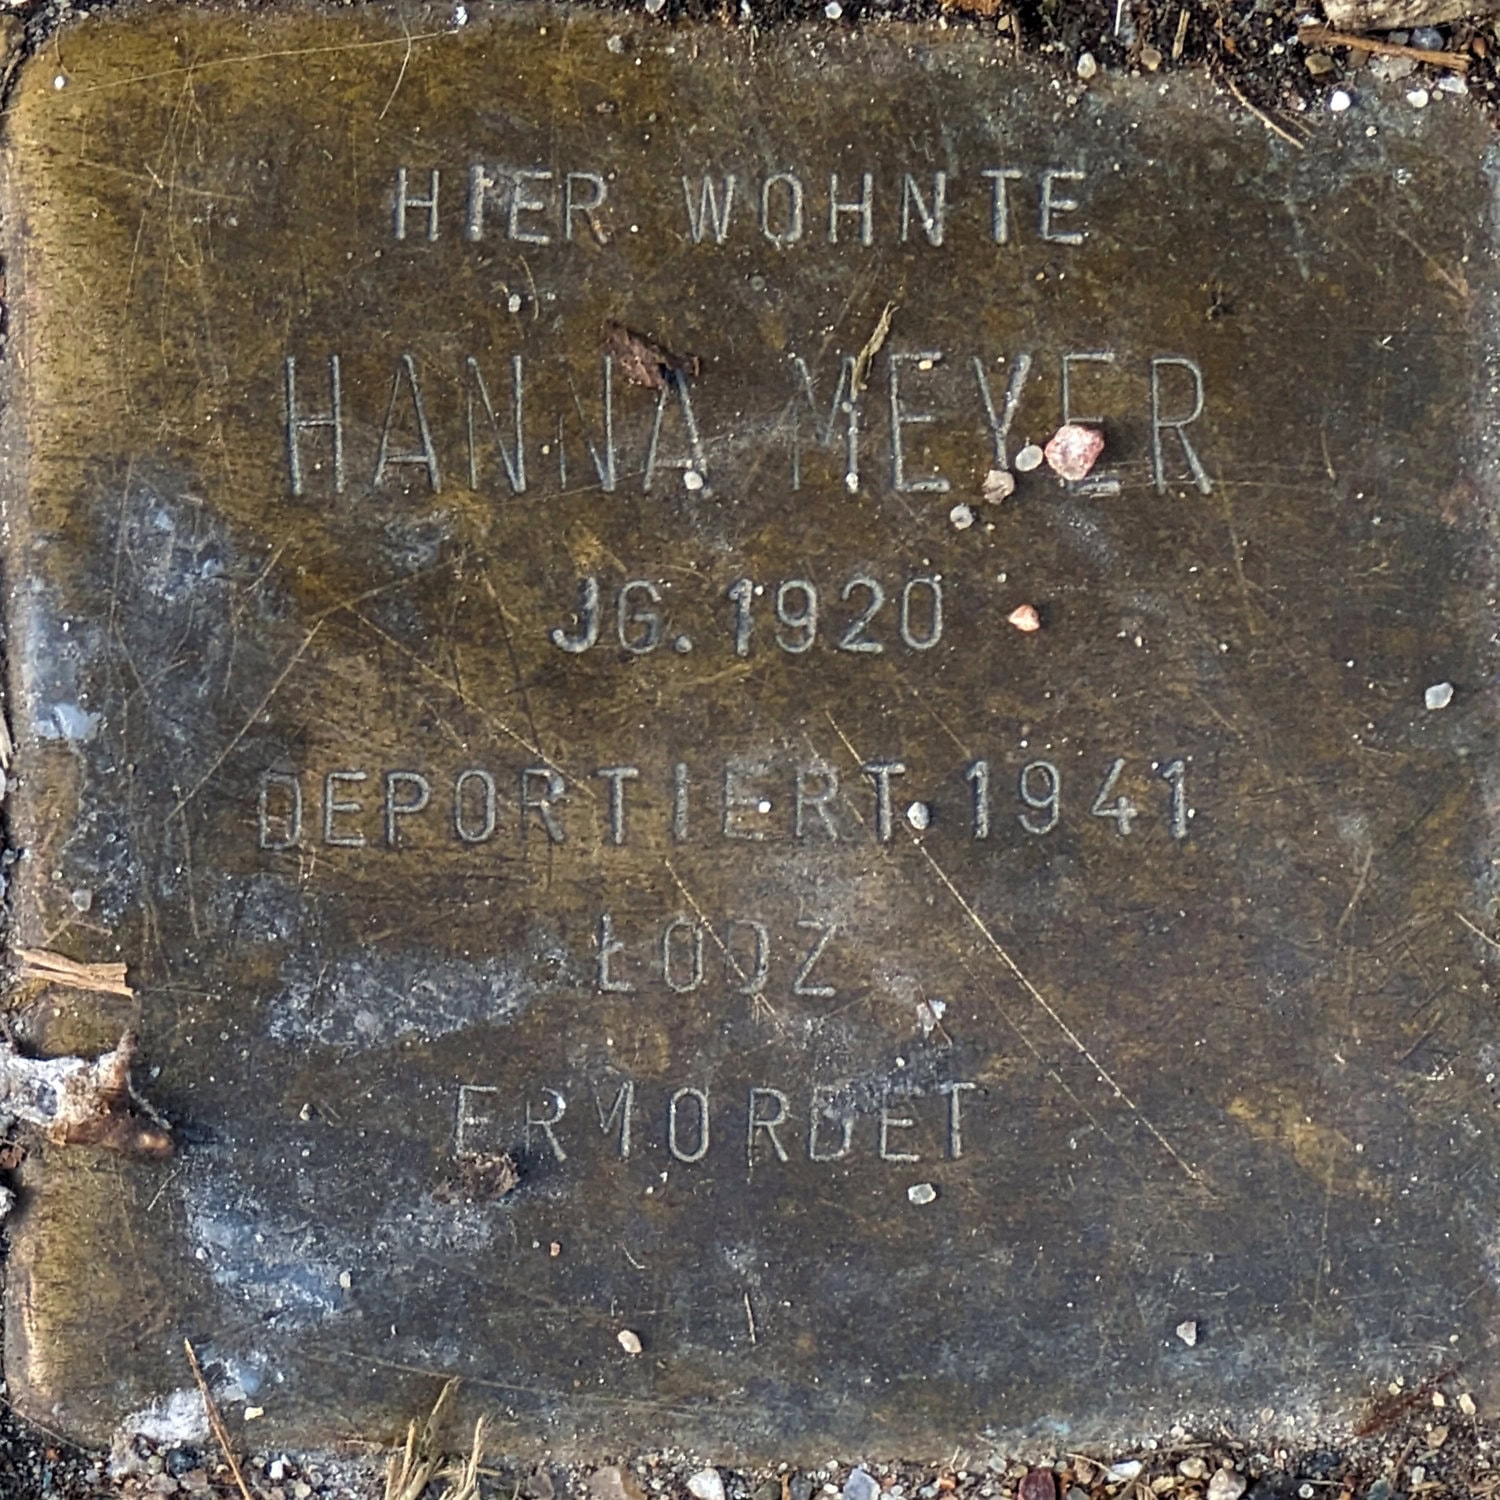 HIER WOHNTE
HANNA MEYER
JG. 1920
DEPORTIERT 1941
ŁODZ
ERMORDET